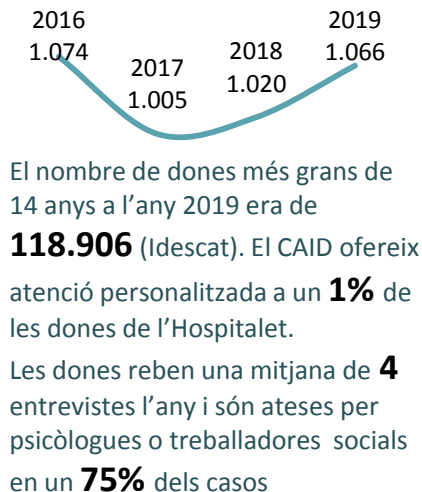 2016
1.074
2017
1.005
2018
1.020
2019
1.066
El nombre de dones més grans de
14 anys a l’any 2019 era de
118.906 (Idescat). El CAID ofereix
atenció personalitzada a un 1% de
les dones de l’Hospitalet.
Les dones reben una mitjana de 4
entrevistes l’any i són ateses per
psicòlogues o treballadores socials
en un 75% dels casos